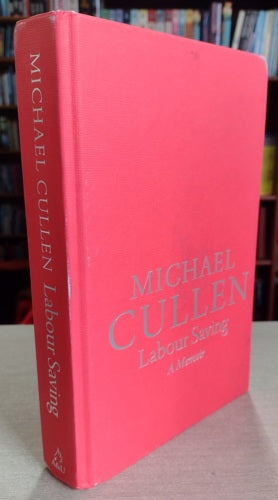 MICHAEL CULLEN Labour Saving
A&U
MICHAEL
CULLEN
Labour Saving
A Memoir